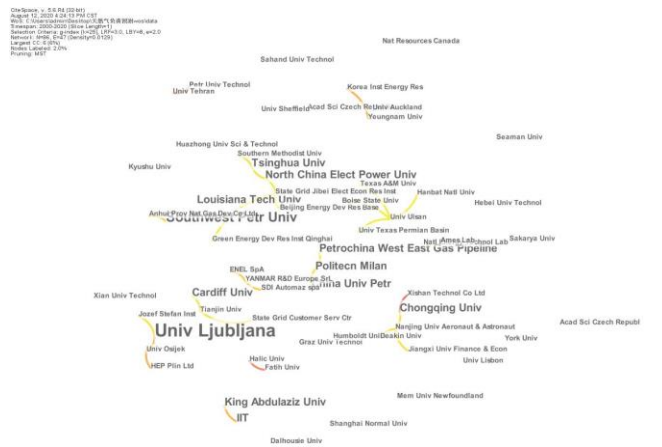 CiteSpace, v. 5.6.R4 (32-bit)
August 12, 2020 4:24:13 PM CST
Timespan: 2000-2020 (Slice Length=1)
Selection Criteria: g-index (k=25), LRF=3.0, LBY=8, e=2.0
Network: N=86, E=47 (Density=0.0129)
Largest CC: 6 (6%)
Nodes Labeled: 2.0%
Pruning: MST
Nat Resources Canada
Sahand Univ Technol
Petr Univ Technol
Univ Tehran
Korea Inst Energy Res
Univ Sheffield
Acad Sci Czech
Univ Auckland
Yeungnam Univ
Seaman Univ
Huazhong Univ Sci & Technol
Southern Methodist Univ
Tsinghua Univ
Kyushu Univ
North China Elect Power Univ
Texas A&M Univ
State Grid Jibei Elect Econ Res Inst
Hanbat Natl Univ
Louisiana Tech Univ
Boise State Univ
Hebei Univ Technol
Beijing Energy Dev Res Base
Anhui Prov Nat Gas Dev Co Ltd
Southwest Petr Univ
Univ Ulsan
Univ Texas Permian Basin
Green Energy Dev Res Inst Qinghai
Ames Lab
Sakarya Univ
Petrochina West East Gas Pipeline
Politecn Milan
ENEL SpA
YANMAR R&D Europe SrL
China Univ Petr
SDI Automaz spa
Cardiff Univ
Xian Univ Technol
Xishan Technol Co Ltd
Chongqing Univ
Tianjin Univ
Jozef Stefan Inst
State Grid Customer Serv Ctr
Acad Sci Czech Republ
Univ Ljubljana
Nanjing Univ Aeronaut & Astronaut
Humboldt Univ
Deakin Univ
York Univ
Graz Univ Technol
Univ Osijek
Jiangxi Univ Finance & Econ
Halic Univ
Univ Lisbon
HEP Plin Ltd
Fatih Univ
Mem Univ Newfoundland
King Abdulaziz Univ
IIT
Shanghai Normal Univ
Dalhousie Univ